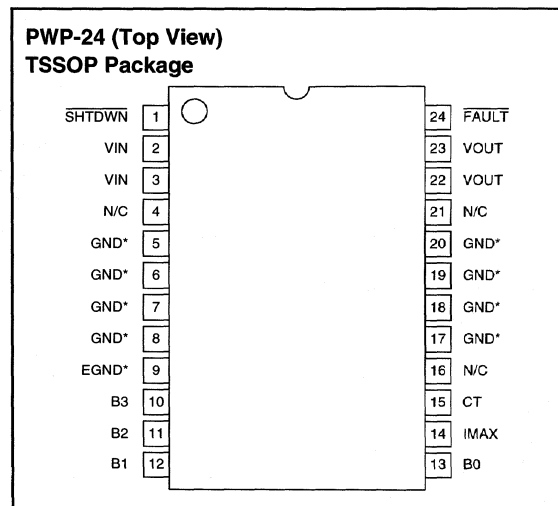 PWP-24 (Top View)
TSSOP Package
SHTDWN 1 24 FAULT
VIN 2 23 VOUT
VIN 3 22 VOUT
N/C 4 21 N/C
GND* 5 20 GND*
GND* 6 19 GND*
GND* 7 18 GND*
GND* 8 17 GND*
EGND* 9 16 N/C
B3 10 15 CT
B2 11 14 IMAX
B1 12 13 B0